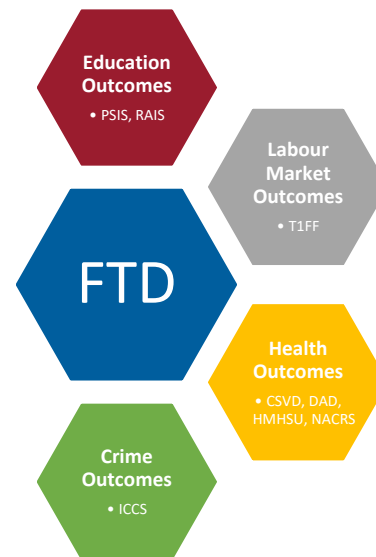 Education
Outcomes
• PSIS, RAIS
Labour
Market
Outcomes
• T1FF
FTD
Health
Outcomes
• CSVD, DAD,
HMHSU, NACRS
Crime
Outcomes
• ICCS